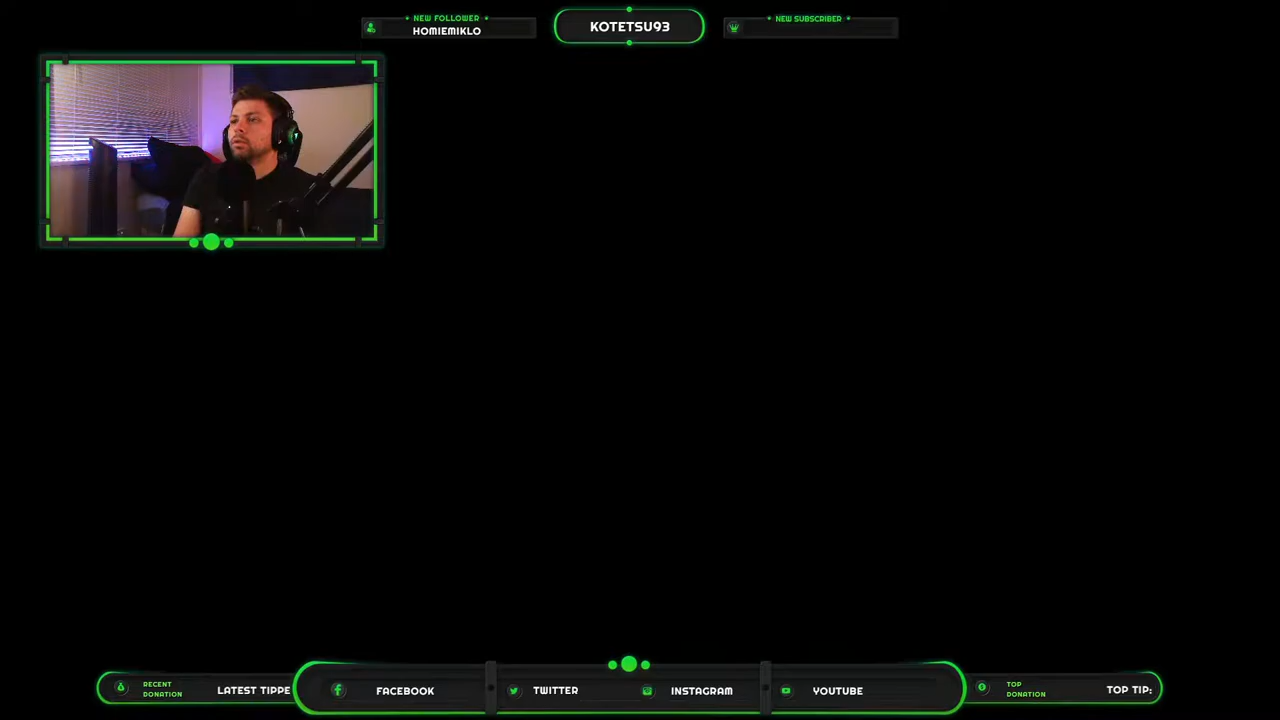 NEW FOLLOWER
HOMIEMIKLO
KOTETSU93
NEW SUBSCRIBER
RECENT
DONATION
LATEST TIPPE
FACEBOOK
TWITTER
INSTAGRAM
YOUTUBE
TOP
DONATION
TOP TIP: